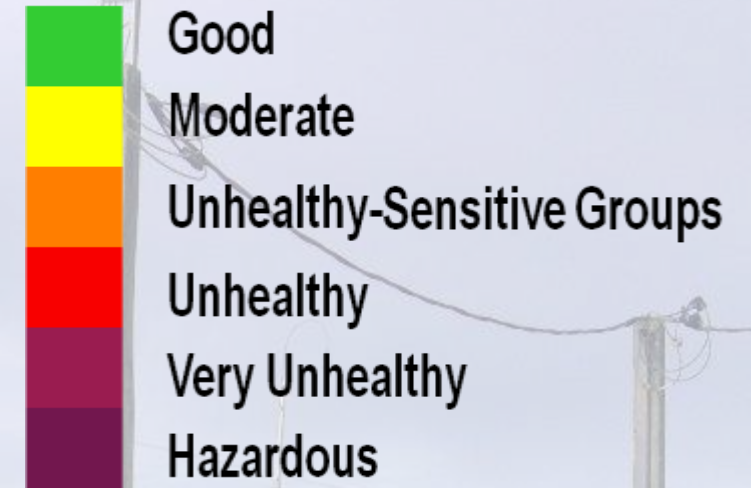 Good
Moderate
Unhealthy-Sensitive Groups
Unhealthy
Very Unhealthy
Hazardous